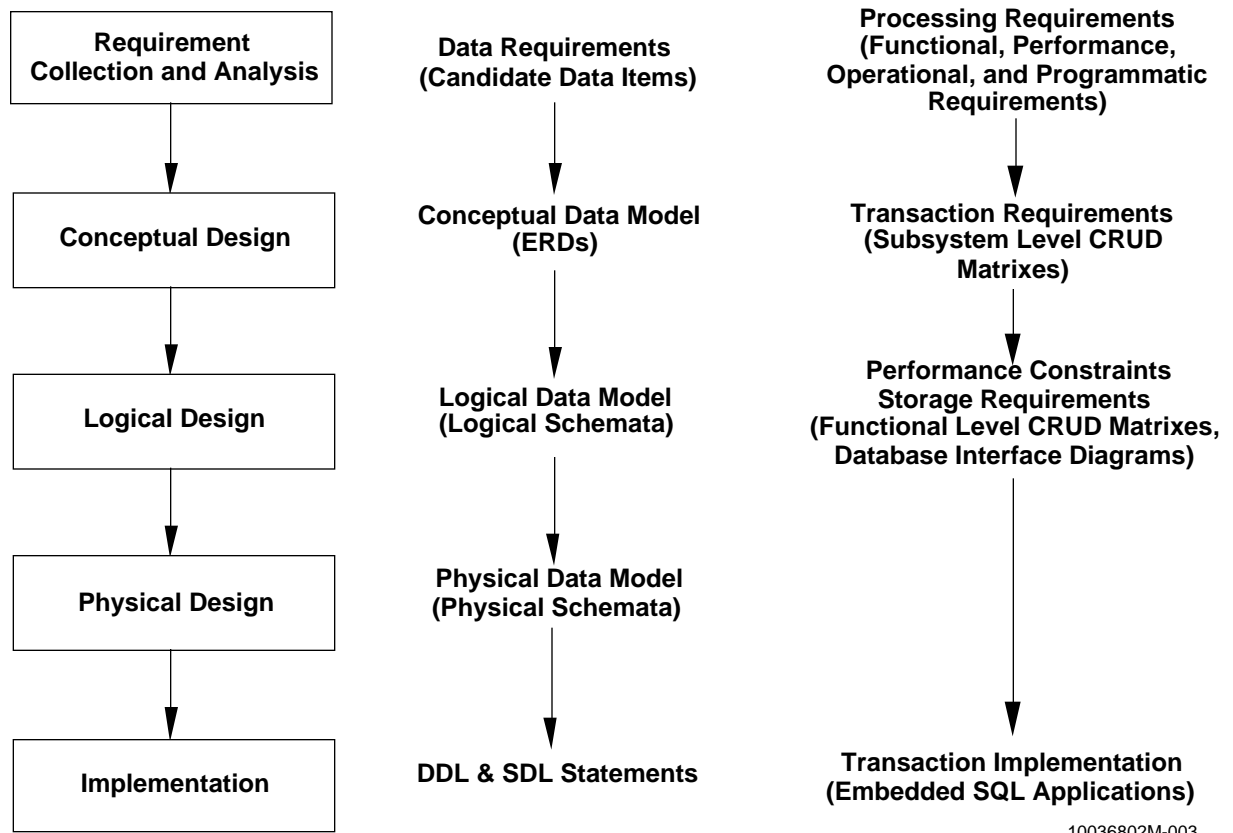 Requirement
Collection and Analysis
Data Requirements
(Candidate Data Items)
Processing Requirements
(Functional, Performance,
Operational, and Programmatic
Requirements)
Conceptual Design
Conceptual Data Model
(ERDs)
Transaction Requirements
(Subsystem Level CRUD
Matrixes)
Logical Design
Logical Data Model
(Logical Schemata)
Performance Constraints
Storage Requirements
(Functional Level CRUD Matrixes,
Database Interface Diagrams)
Physical Design
Physical Data Model
(Physical Schemata)
Implementation
DDL & SDL Statements
Transaction Implementation
(Embedded SQL Applications)
10036802M-003